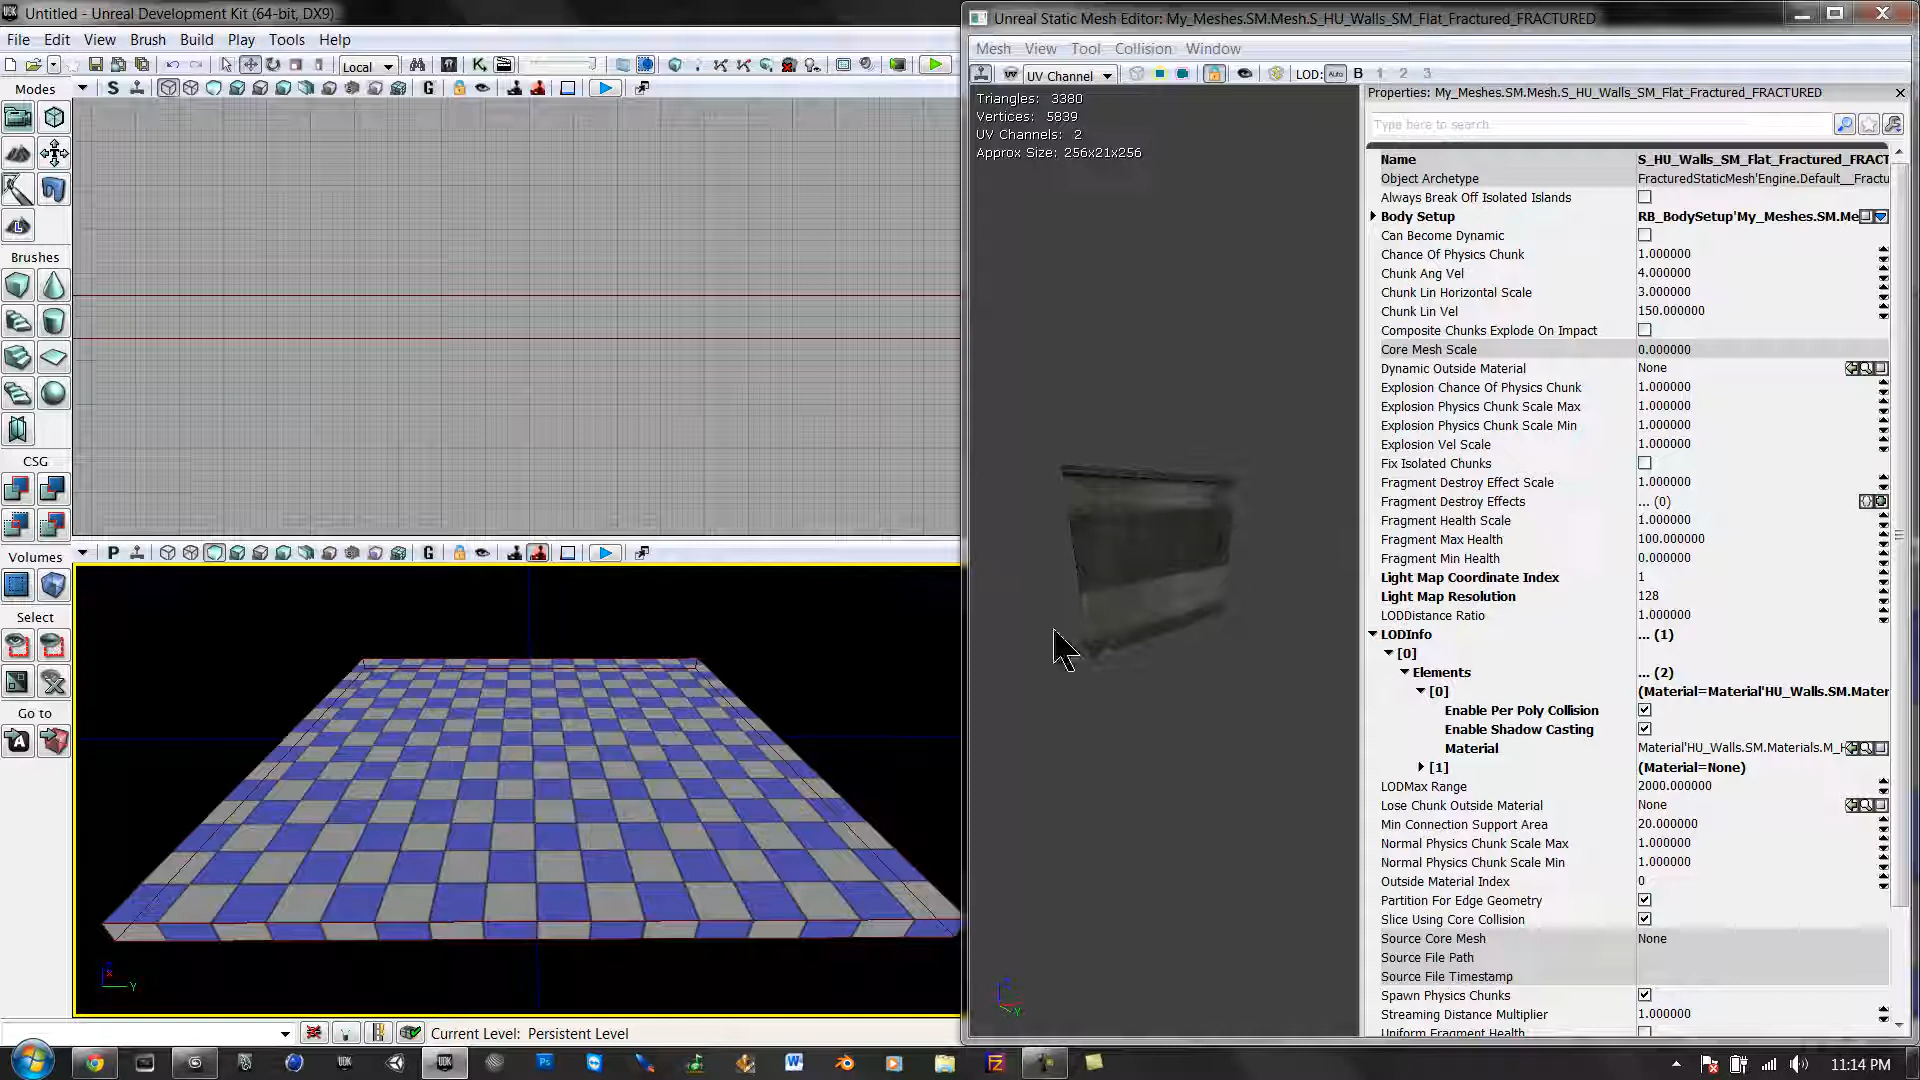 Untitled - Unreal Development Kit (64-bit, DX9)
File Edit View Brush Build Play Tools Help
Local
Modes
S
G
Brushes
CSG
Volumes
P
G
Select
Go to
Y
Current Level: Persistent Level
Unreal Static Mesh Editor: My_Meshes.SM.Mesh.S_HU_Walls_SM_Flat_Fractured_FRACTURED
Mesh View Tool Collision Window
UV Channel
LOD: Auto B 1 2 3
Triangles: 3380
Vertices: 5839
UV Channels: 2
Approx Size: 256x21x256
Properties: My_Meshes.SM.Mesh.S_HU_Walls_SM_Flat_Fractured_FRACTURED
Type here to search
Name S_HU_Walls_SM_Flat_Fractured_FRACT
Object Archetype FracturedStaticMesh'Engine.Default__Fractu
Always Break Off Isolated Islands
Body Setup RB_BodySetup'My_Meshes.SM.Me
Can Become Dynamic
Chance Of Physics Chunk 1.000000
Chunk Ang Vel 4.000000
Chunk Lin Horizontal Scale 3.000000
Chunk Lin Vel 150.000000
Composite Chunks Explode On Impact
Core Mesh Scale 0.000000
Dynamic Outside Material None
Explosion Chance Of Physics Chunk 1.000000
Explosion Physics Chunk Scale Max 1.000000
Explosion Physics Chunk Scale Min 1.000000
Explosion Vel Scale 1.000000
Fix Isolated Chunks
Fragment Destroy Effect Scale 1.000000
Fragment Destroy Effects ... (0)
Fragment Health Scale 1.000000
Fragment Max Health 100.000000
Fragment Min Health 0.000000
Light Map Coordinate Index 1
Light Map Resolution 128
LODDistance Ratio 1.000000
LODInfo ... (1)
[0]
Elements ... (2)
[0] (Material=Material'HU_Walls.SM.Mater
Enable Per Poly Collision
Enable Shadow Casting
Material Material'HU_Walls.SM.Materials.M_H
[1] (Material=None)
LODMax Range 2000.000000
Lose Chunk Outside Material None
Min Connection Support Area 20.000000
Normal Physics Chunk Scale Max 1.000000
Normal Physics Chunk Scale Min 1.000000
Outside Material Index 0
Partition For Edge Geometry
Slice Using Core Collision
Source Core Mesh None
Source File Path
Source File Timestamp
Spawn Physics Chunks
Streaming Distance Multiplier 1.000000
Uniform Fragment Health
11:14 PM